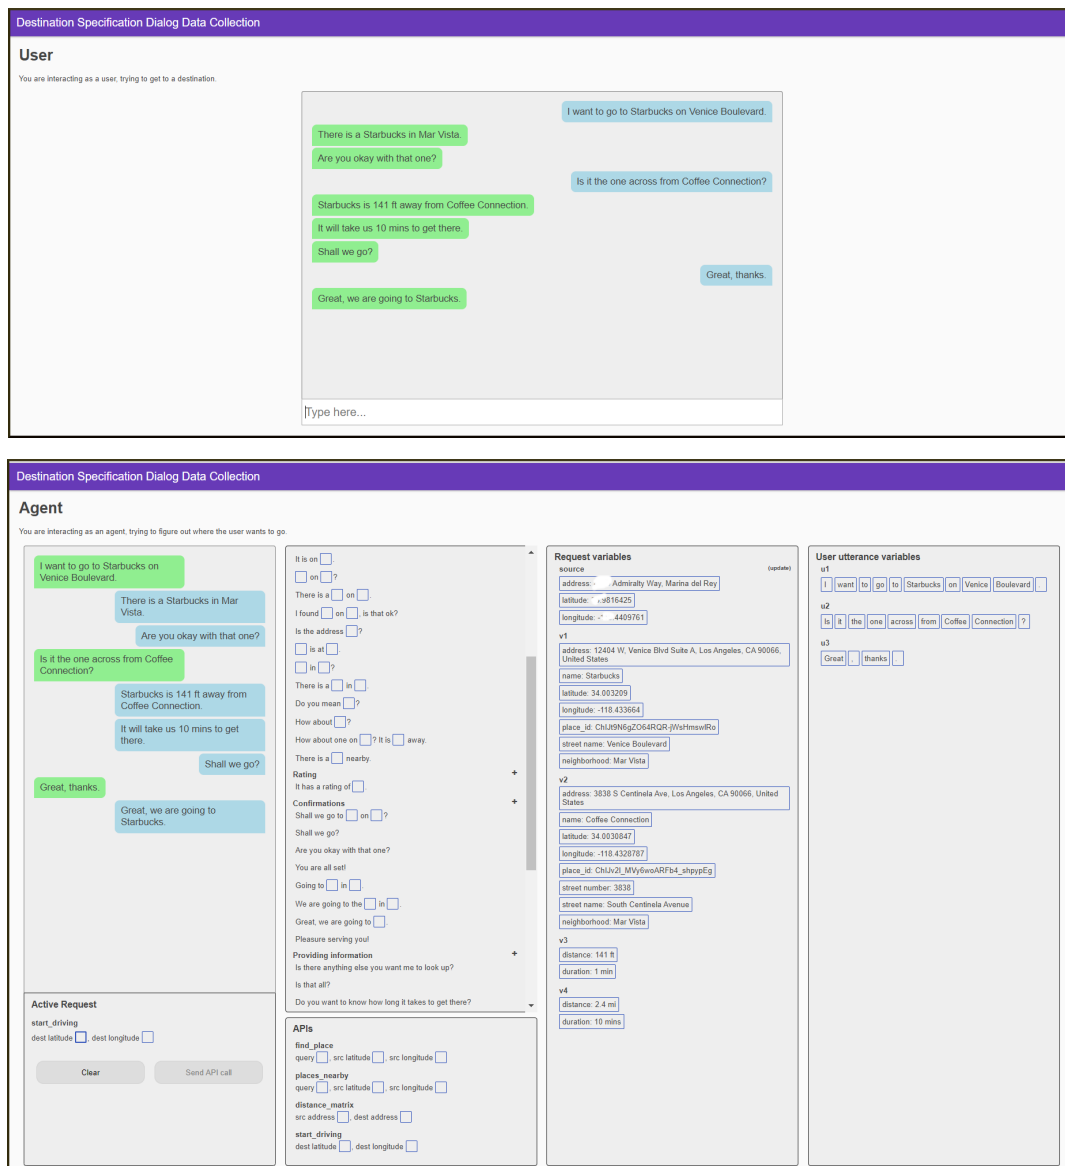 Destination Specification Dialog Data Collection
User
You are interacting as a user, trying to get to a destination.
I want to go to Starbucks on Venice Boulevard.
There is a Starbucks in Mar Vista.
Are you okay with that one?
Is it the one across from Coffee Connection?
Starbucks is 141 ft away from Coffee Connection.
It will take us 10 mins to get there.
Shall we go?
Great, thanks.
Great, we are going to Starbucks.
Type here...
Destination Specification Dialog Data Collection
Agent
You are interacting as an agent, trying to figure out where the user wants to go.
I want to go to Starbucks on
Venice Boulevard.
There is a Starbucks in Mar
Vista.
Are you okay with that one?
Is it the one across from Coffee
Connection?
Starbucks is 141 ft away from
Coffee Connection.
It will take us 10 mins to get
there.
Shall we go?
Great, thanks.
Great, we are going to
Starbucks.
Active Request
start_driving
dest latitude , dest longitude
Clear
Send API call
It is on .
on ?
There is a on .
I found on , is that ok?
Is the address ?
is at .
in ?
There is a in .
Do you mean ?
How about ?
How about one on ? It is away.
There is a nearby.
Rating +
It has a rating of .
Confirmations +
Shall we go to on ?
Shall we go?
Are you okay with that one?
You are all set!
Going to in .
We are going to the in .
Great, we are going to .
Pleasure serving you!
Providing information +
Is there anything else you want me to look up?
Is that all?
Do you want to know how long it takes to get there?
APIs
find_place
query , src latitude , src longitude
places_nearby
query , src latitude , src longitude
distance_matrix
src address , dest address
start_driving
dest latitude , dest longitude
Request variables
source (update)
address: Admiralty Way, Marina del Rey
latitude: .9816425
longitude: .4409761
v1
address: 12404 W, Venice Blvd Suite A, Los Angeles, CA 90066,
United States
name: Starbucks
latitude: 34.003209
longitude: -118.433664
place_id: ChIJt9N6gZO64RQR-jWsHmswlRo
street name: Venice Boulevard
neighborhood: Mar Vista
v2
address: 3838 S Centinela Ave, Los Angeles, CA 90066, United
States
name: Coffee Connection
latitude: 34.0030847
longitude: -118.4328787
place_id: ChIJv2I_MVy6woARFb4_shpypEg
street number: 3838
street name: South Centinela Avenue
neighborhood: Mar Vista
v3
distance: 141 ft
duration: 1 min
v4
distance: 2.4 mi
duration: 10 mins
User utterance variables
u1
I want to go to Starbucks on Venice Boulevard .
u2
Is it the one across from Coffee Connection ?
u3
Great , thanks .